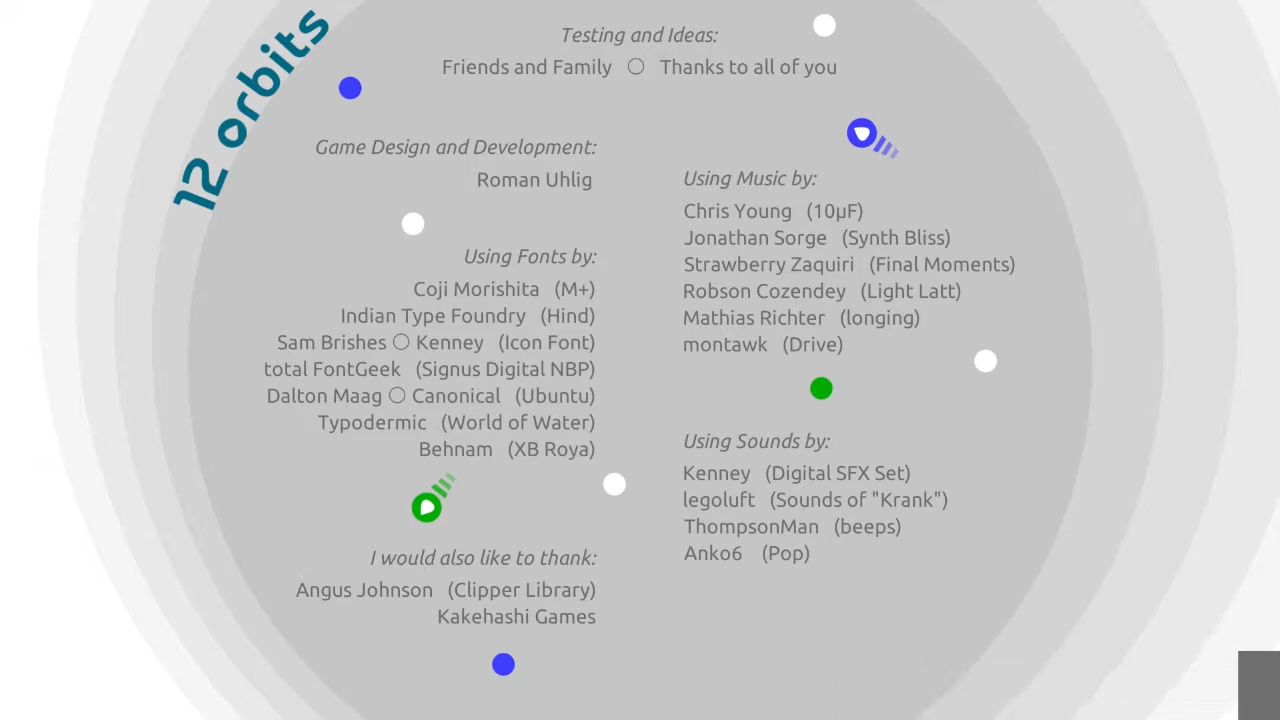 12 orbits
Testing and Ideas:
Friends and Family ○ Thanks to all of you
Game Design and Development:
Roman Uhlig
Using Fonts by:
Coji Morishita (M+)
Indian Type Foundry (Hind)
Sam Brishes ○ Kenney (Icon Font)
total FontGeek (Signus Digital NBP)
Dalton Maag ○ Canonical (Ubuntu)
Typodermic (World of Water)
Behnam (XB Roya)
I would also like to thank:
Angus Johnson (Clipper Library)
Kakehashi Games
Using Music by:
Chris Young (10µF)
Jonathan Sorge (Synth Bliss)
Strawberry Zaquiri (Final Moments)
Robson Cozendey (Light Latt)
Mathias Richter (longing)
montawk (Drive)
Using Sounds by:
Kenney (Digital SFX Set)
legoluft (Sounds of "Krank")
ThompsonMan (beeps)
Anko6 (Pop)